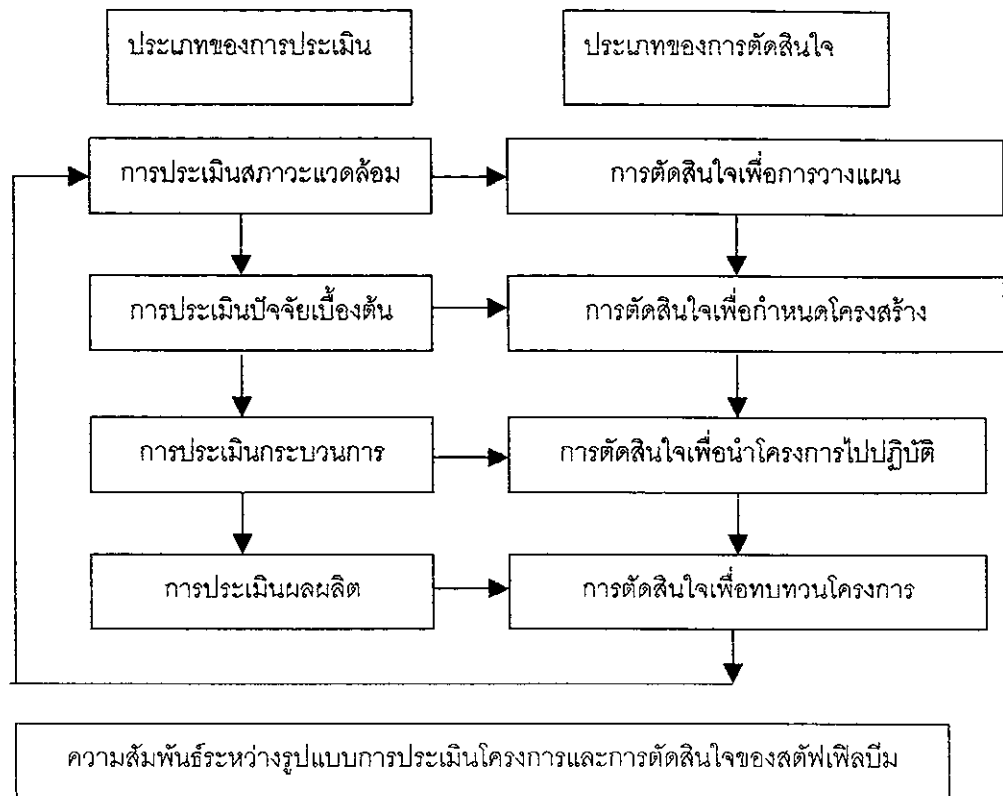 ประเภทของการประเมิน
ประเภทของการตัดสินใจ
การประเมินสภาวะแวดล้อม
การตัดสินใจเพื่อการวางแผน
การประเมินปัจจัยเบื้องต้น
การตัดสินใจเพื่อกำหนดโครงสร้าง
การประเมินกระบวนการ
การตัดสินใจเพื่อนำโครงการไปปฏิบัติ
การประเมินผลผลิต
การตัดสินใจเพื่อทบทวนโครงการ
ความสัมพันธ์ระหว่างรูปแบบการประเมินโครงการและการตัดสินใจของสตัฟเฟิลบีม